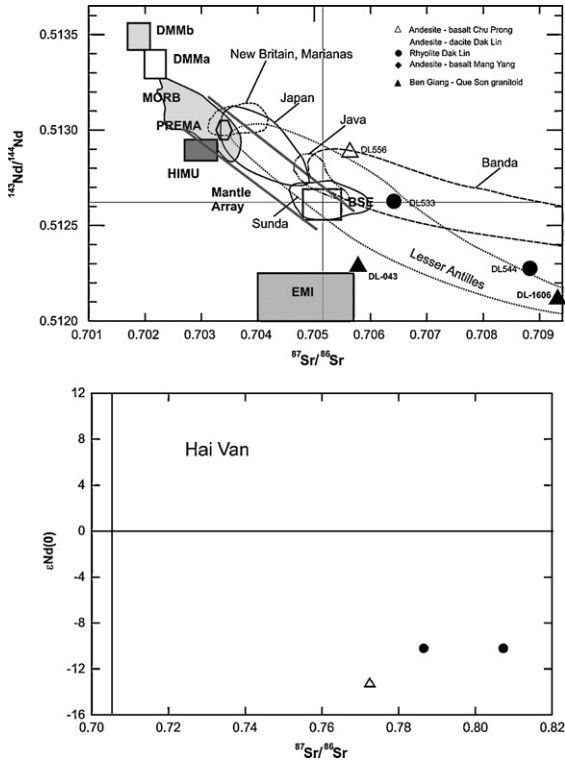 0.5135
0.5130
0.5125
0.5120
¹⁴³Nd/¹⁴⁴Nd
DMMb
DMMa
New Britain, Marianas
MORB
Japan
PREMA
Java
HIMU
Mantle
Array
Sunda
BSE
Banda
Lesser Antilles
EMI
DL556
DL533
DL544
DL-043
DL-1606
Andesite - basalt Chu Prong
Andesite - dacite Dak Lin
Rhyolite Dak Lin
Andesite - basalt Mang Yang
Ben Giang - Que Son granitoid
0.701 0.702 0.703 0.704 0.705 0.706 0.707 0.708 0.709
⁸⁷Sr/⁸⁶Sr
12
8
4
0
-4
-8
-12
-16
εNd(0)
Hai Van
0.70 0.72 0.74 0.76 0.78 0.80 0.82
⁸⁷Sr/⁸⁶Sr